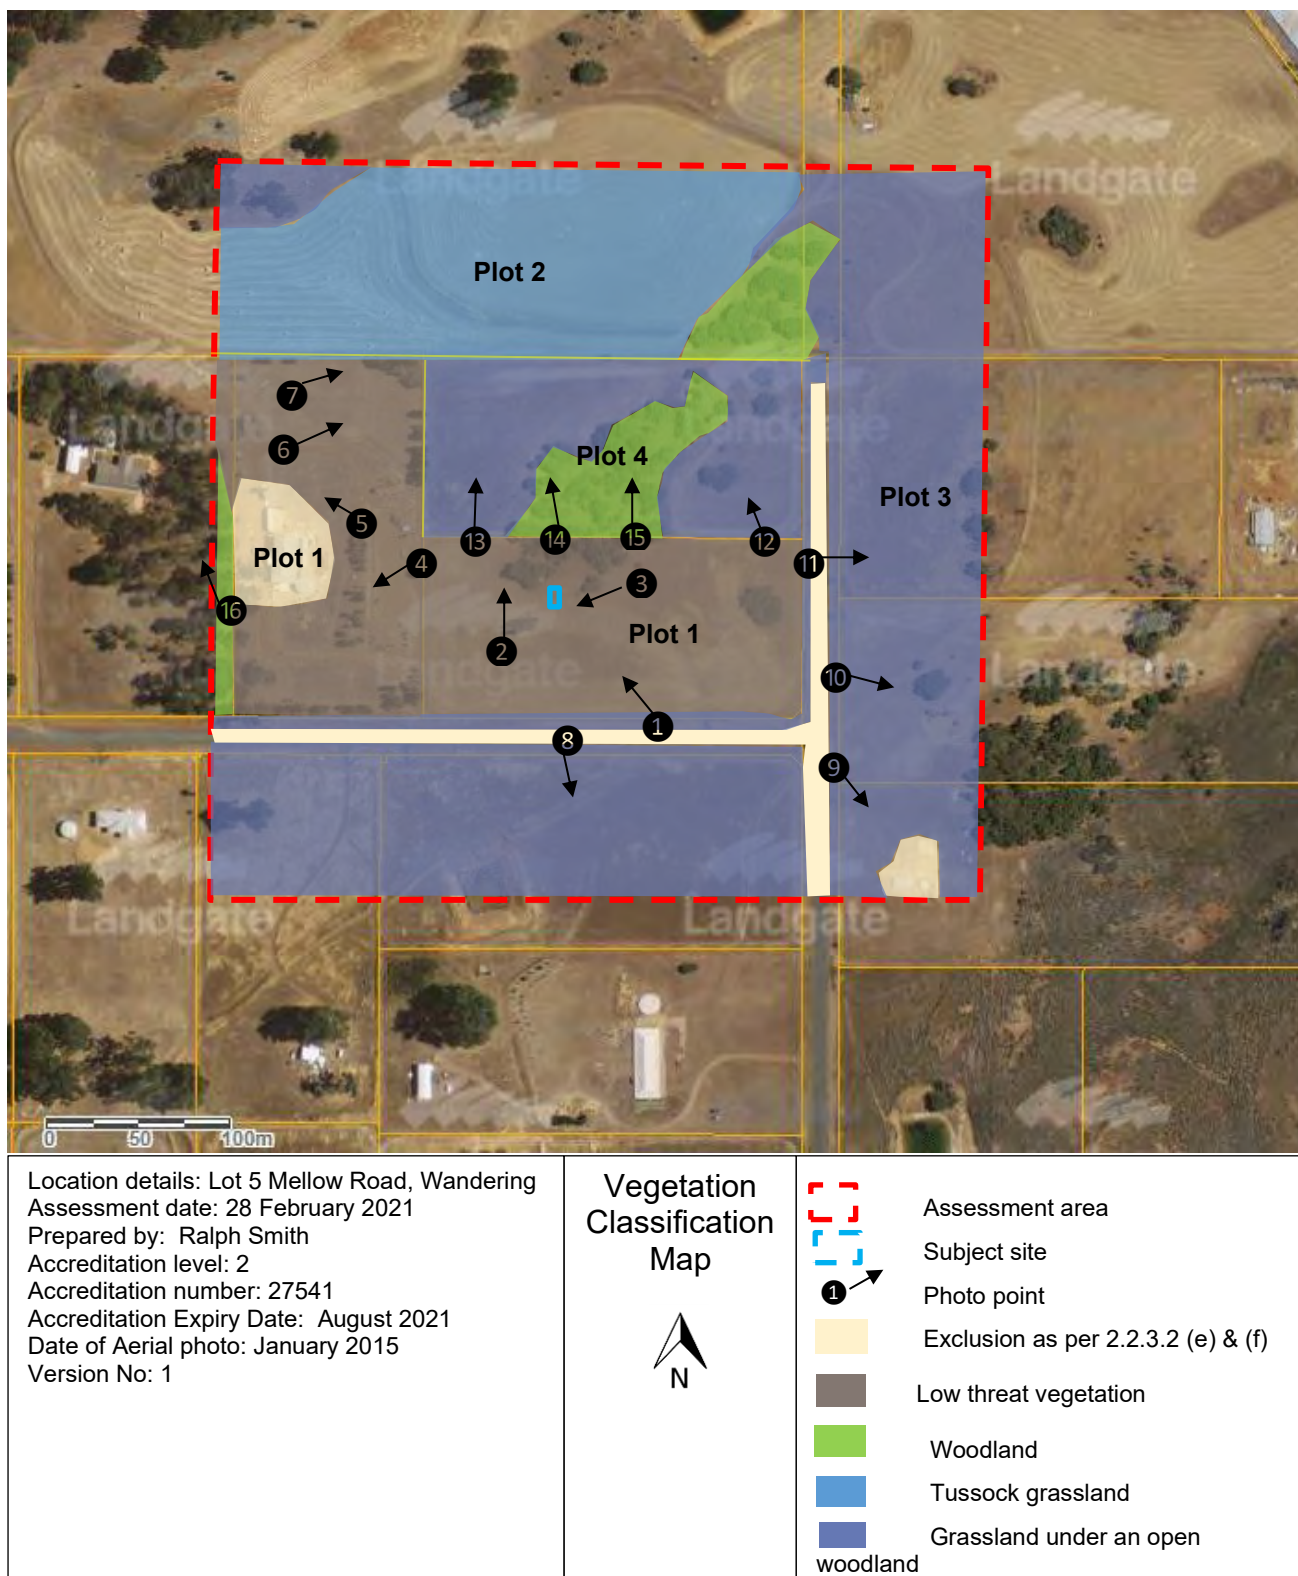 Landgate
Landgate
Plot 2
7
Landgate
Landgate
6
Plot 4
Plot 3
5
13
14
15
12
Plot 1
4
11
3
16
2
Plot 1
Landgate
Landgate
10
1
8
9
Landgate
Landgate
0 50 100m
Location details: Lot 5 Mellow Road, Wandering
Assessment date: 28 February 2021
Prepared by: Ralph Smith
Accreditation level: 2
Accreditation number: 27541
Accreditation Expiry Date: August 2021
Date of Aerial photo: January 2015
Version No: 1
Vegetation
Classification
Map
N
Assessment area
Subject site
1 Photo point
Exclusion as per 2.2.3.2 (e) & (f)
Low threat vegetation
Woodland
Tussock grassland
Grassland under an open
woodland